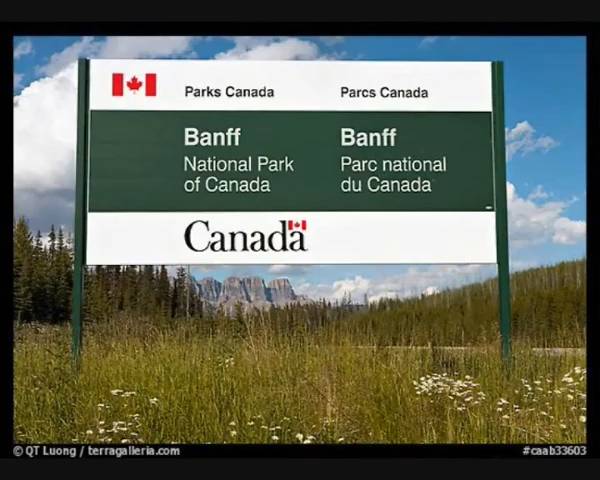 Parks Canada
Parcs Canada
Banff
National Park
of Canada
Banff
Parc national
du Canada
Canada
© QT Luong / terragalleria.com
#caab33603